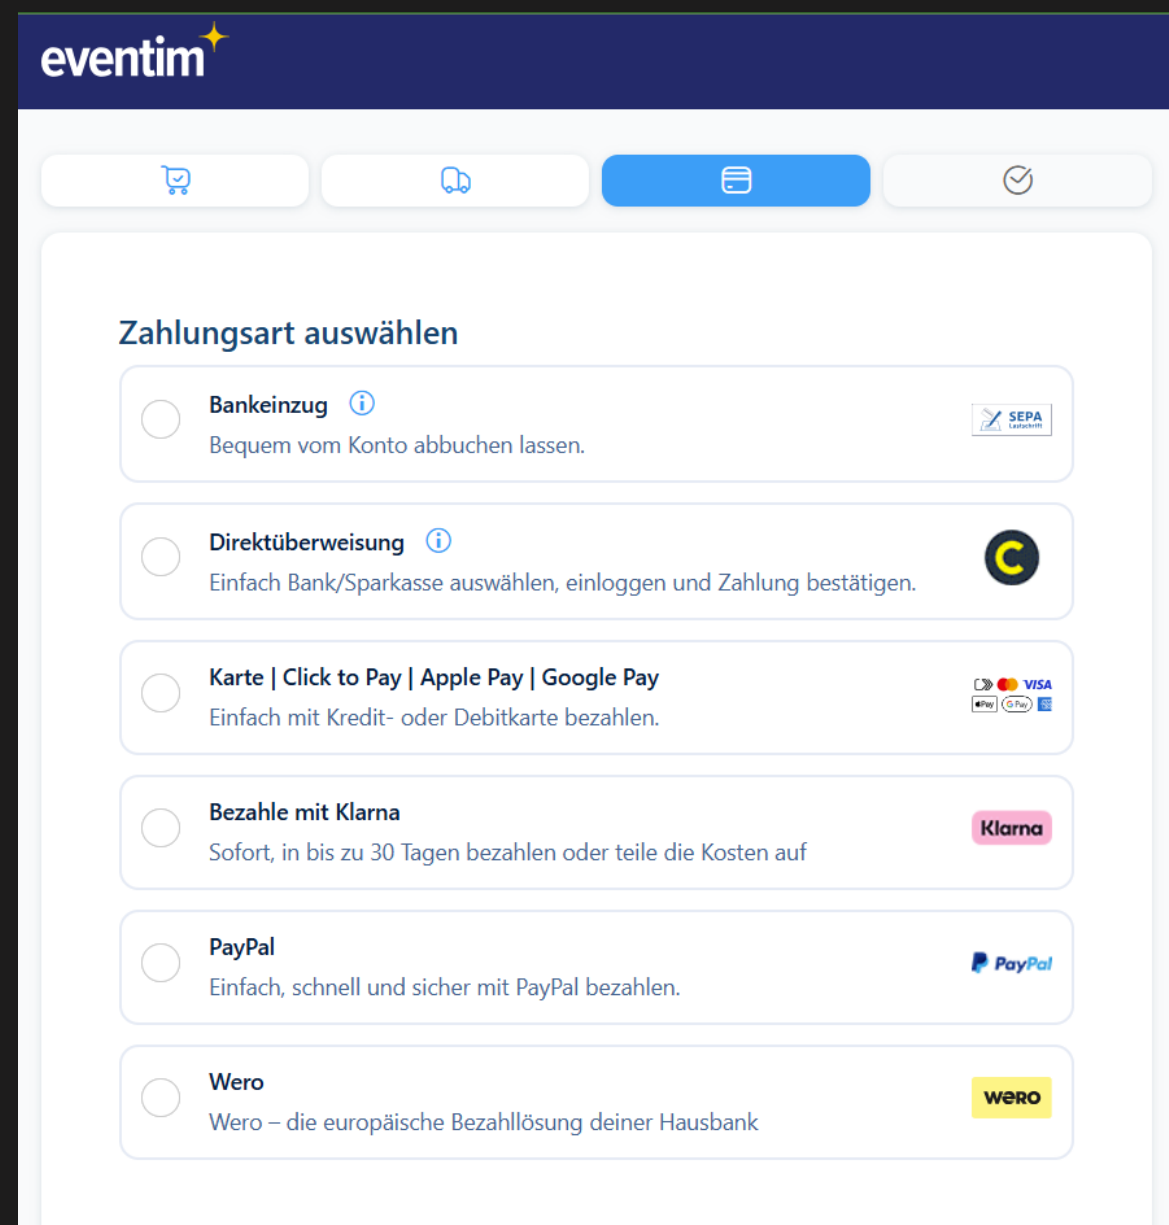 eventim
Zahlungsart auswählen
Bankeinzug
Bequem vom Konto abbuchen lassen.
SEPA
Lastschrift
Direktüberweisung
Einfach Bank/Sparkasse auswählen, einloggen und Zahlung bestätigen.
C
Karte | Click to Pay | Apple Pay | Google Pay
Einfach mit Kredit- oder Debitkarte bezahlen.
VISA
Pay G Pay
Bezahle mit Klarna
Sofort, in bis zu 30 Tagen bezahlen oder teile die Kosten auf
Klarna
PayPal
Einfach, schnell und sicher mit PayPal bezahlen.
PayPal
Wero
Wero – die europäische Bezahllösung deiner Hausbank
wero